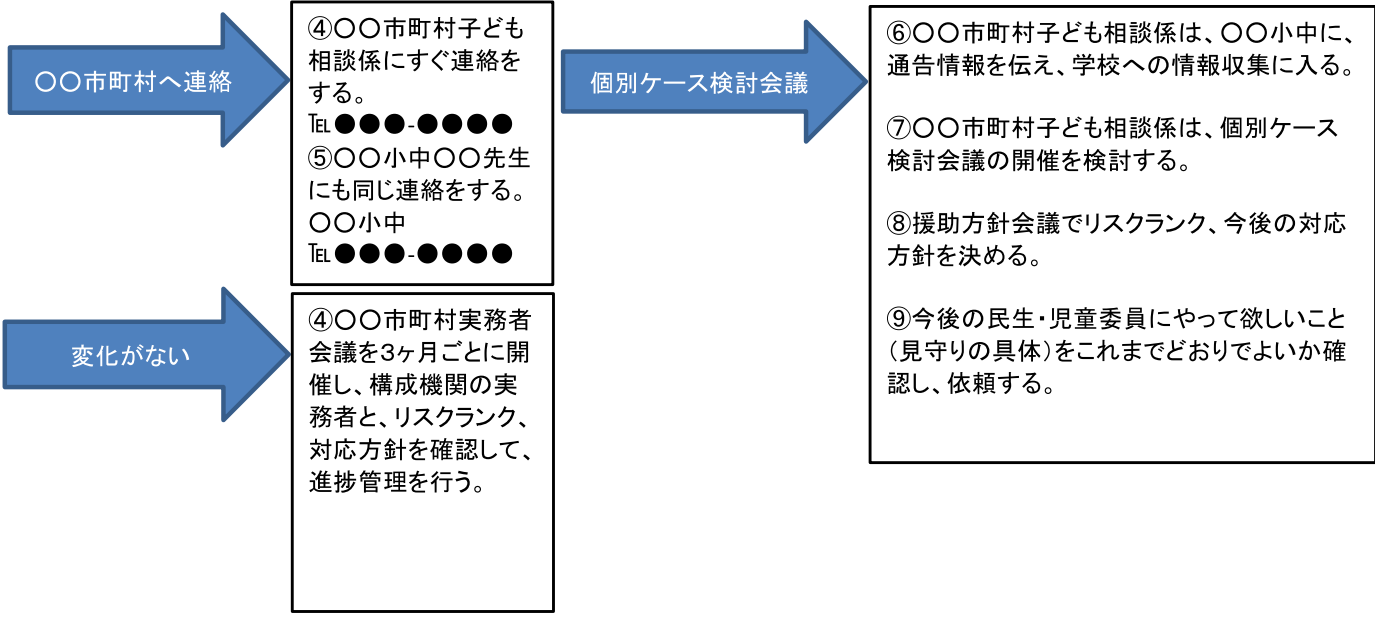 〇〇市町村へ連絡
④〇〇市町村子ども
相談係にすぐ連絡を
する。
℡●●●-●●●●
⑤〇〇小中〇〇先生
にも同じ連絡をする。
〇〇小中
℡●●●-●●●●
個別ケース検討会議
⑥〇〇市町村子ども相談係は、〇〇小中に、
通告情報を伝え、学校への情報収集に入る。
⑦〇〇市町村子ども相談係は、個別ケース
検討会議の開催を検討する。
⑧援助方針会議でリスクランク、今後の対応
方針を決める。
⑨今後の民生・児童委員にやって欲しいこと
（見守りの具体）をこれまでどおりでよいか確
認し、依頼する。
変化がない
④〇〇市町村実務者
会議を３ヶ月ごとに開
催し、構成機関の実
務者と、リスクランク、
対応方針を確認して、
進捗管理を行う。